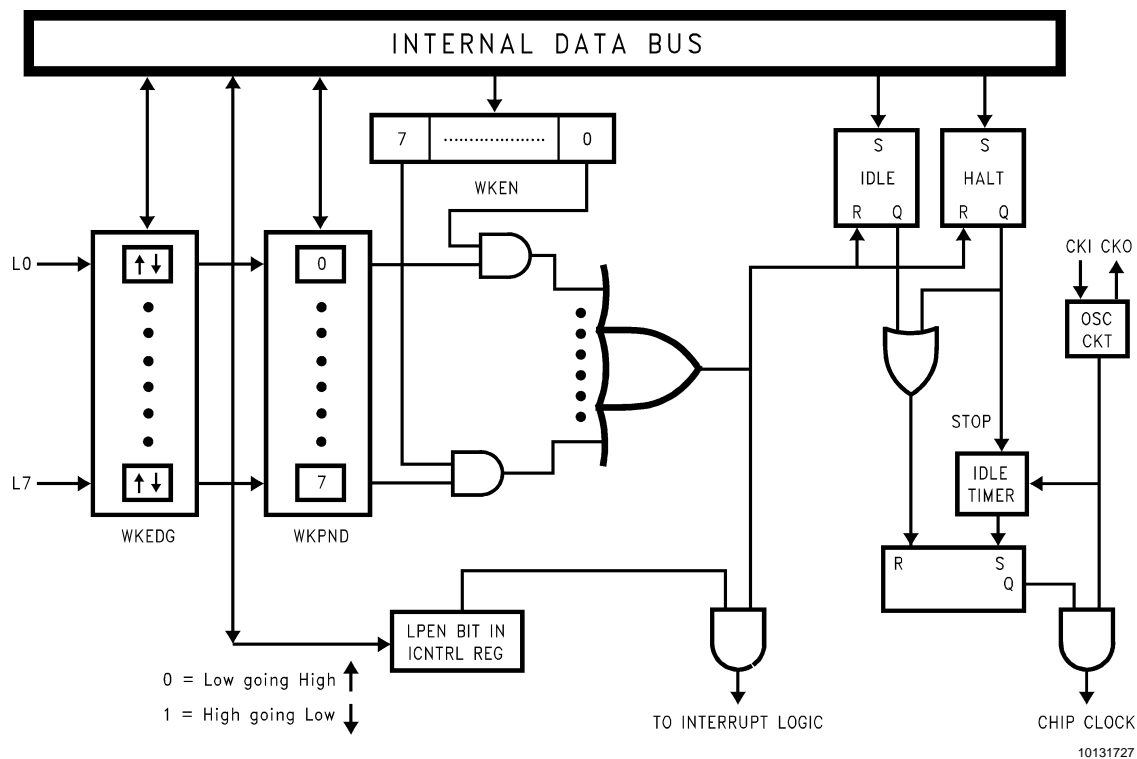 INTERNAL DATA BUS
7 .................... 0
WKEN
S
IDLE
R Q
S
HALT
R Q
CKI CKO
OSC
CKT
L0
0
L7
7
WKEDG
WKPND
STOP
IDLE
TIMER
R S
Q
LPEN BIT IN
ICNTRL REG
0 = Low going High
1 = High going Low
TO INTERRUPT LOGIC
CHIP CLOCK
10131727